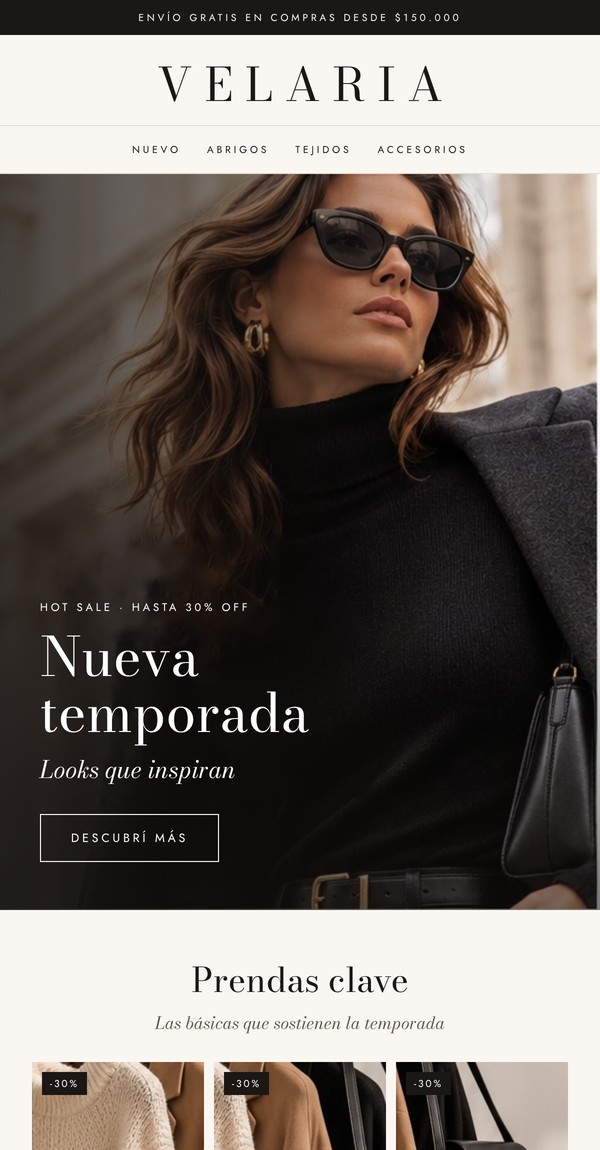 ENVÍO GRATIS EN COMPRAS DESDE $150.000
VELARIA
NUEVO ABRIGOS TEJIDOS ACCESORIOS
HOT SALE · HASTA 30% OFF
Nueva
temporada
Looks que inspiran
DESCUBRÍ MÁS
Prendas clave
Las básicas que sostienen la temporada
-30% -30% -30%